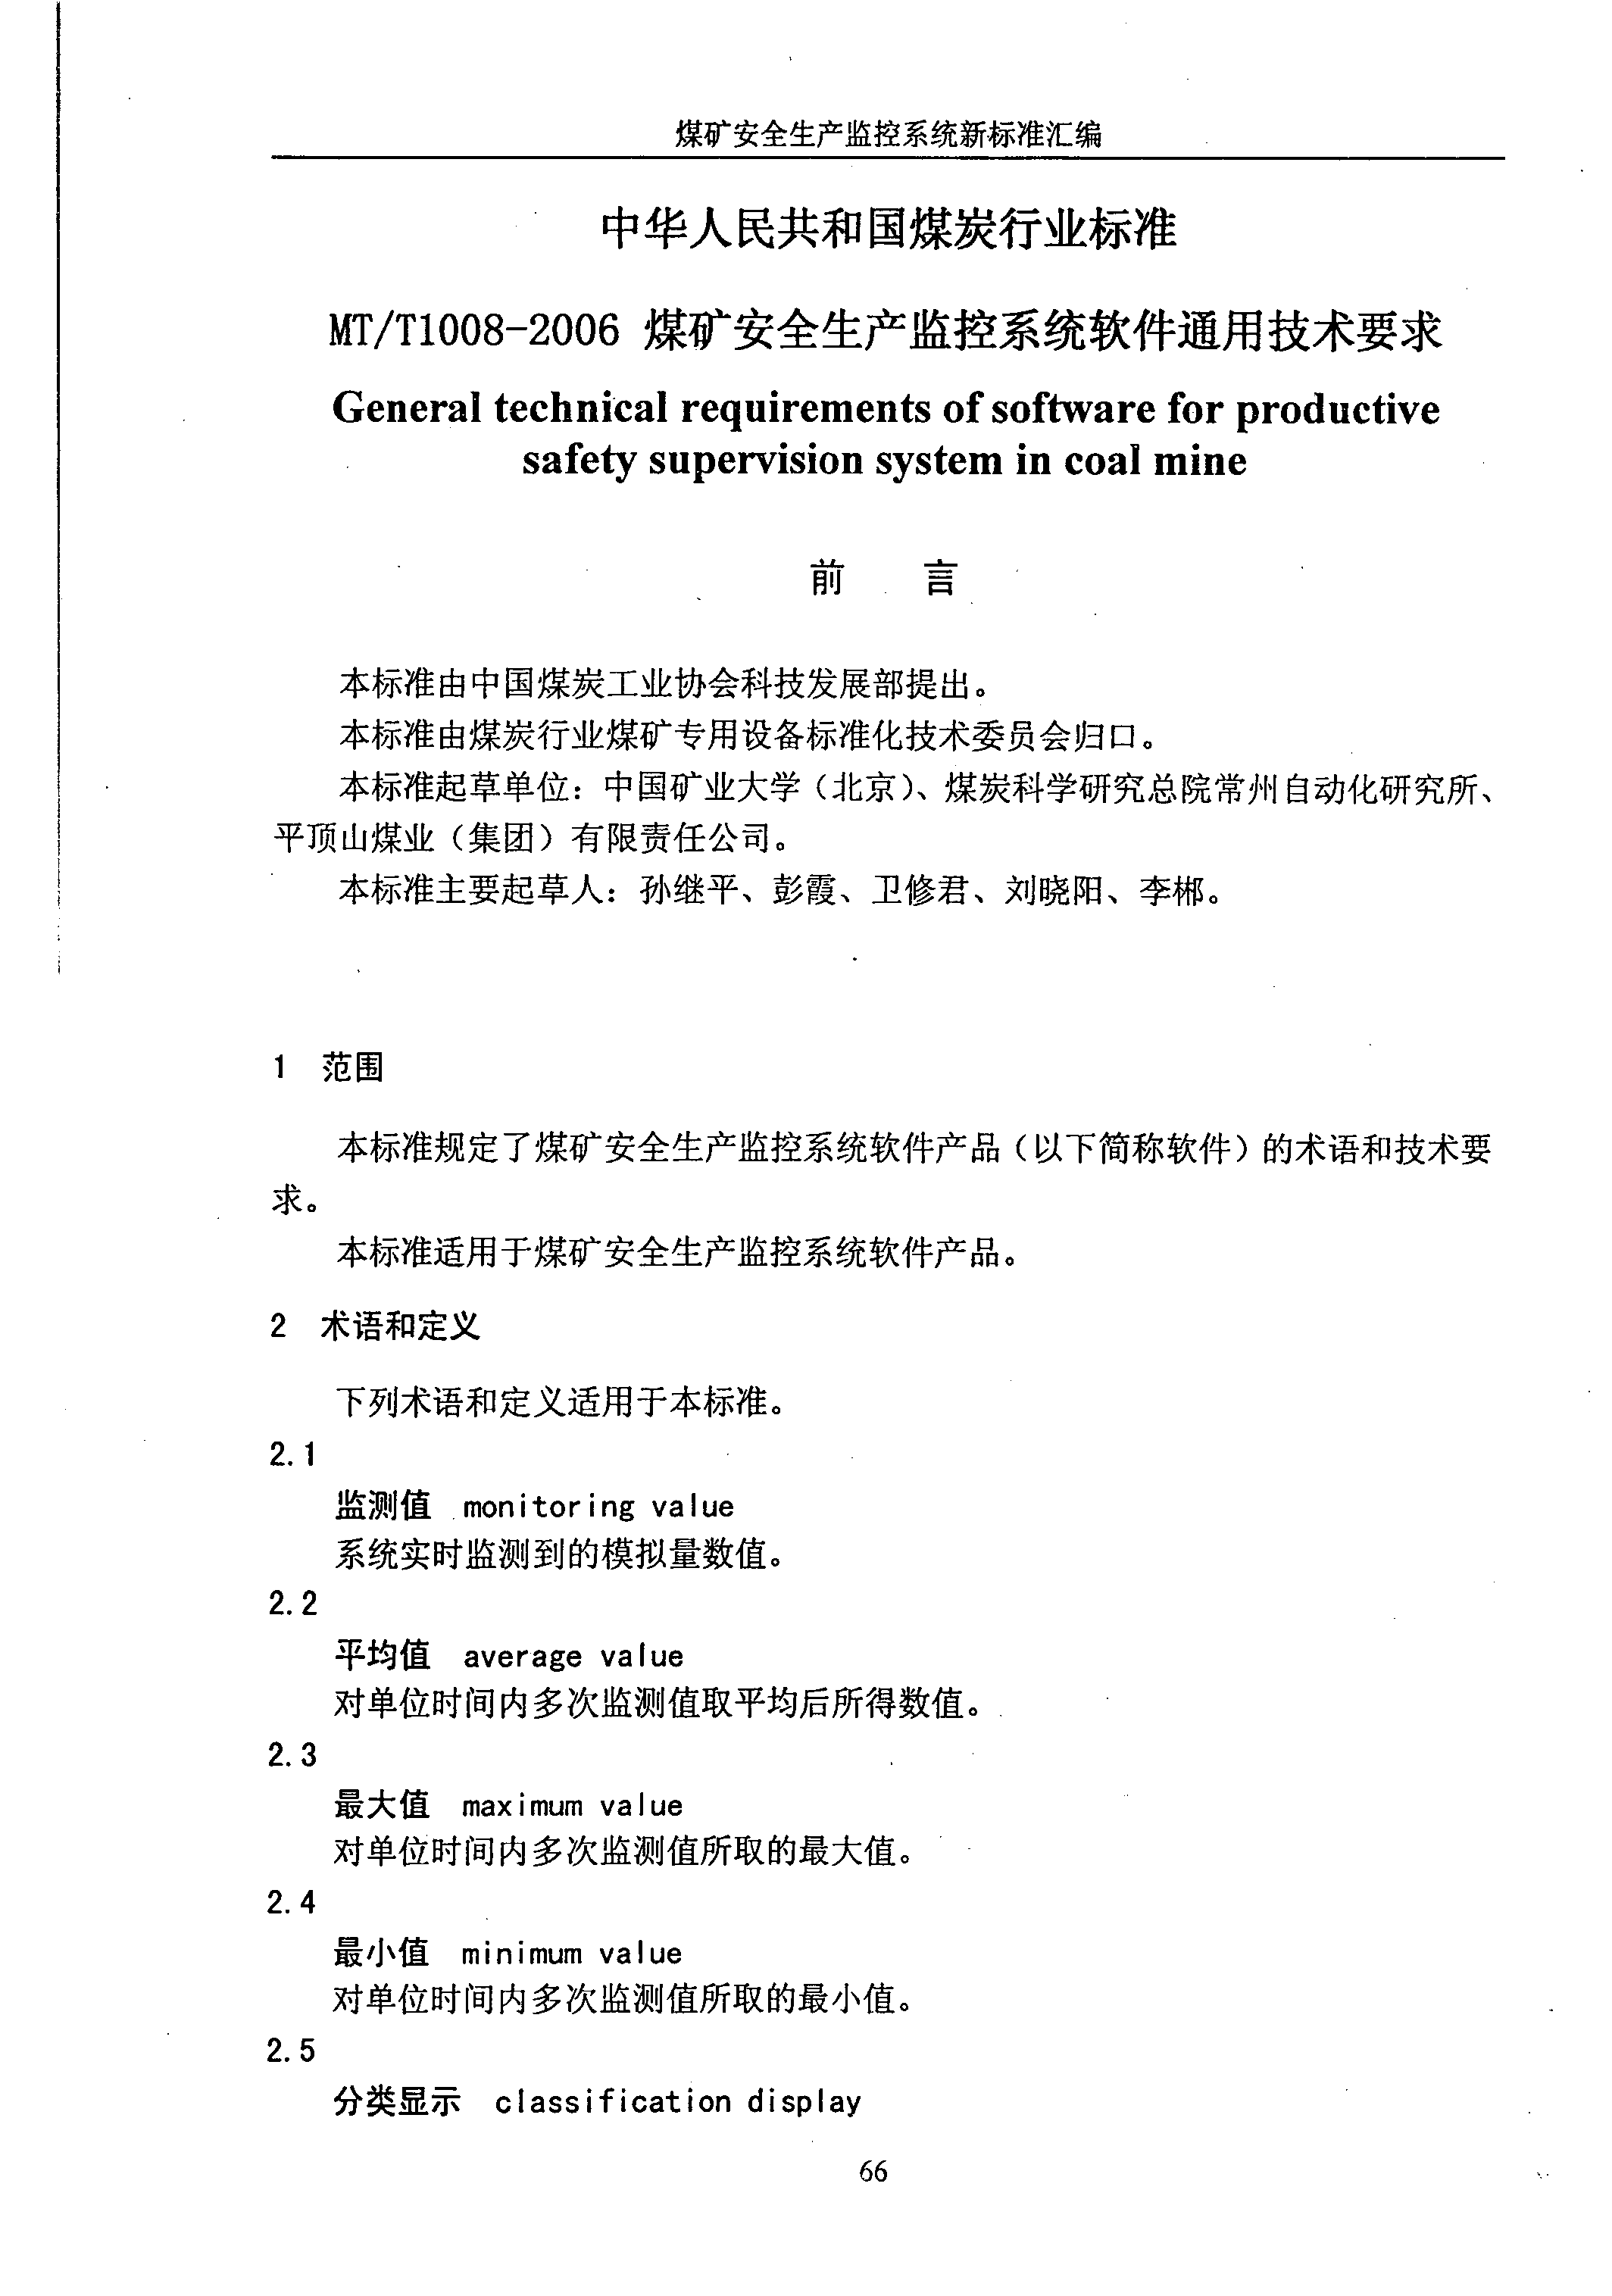 煤矿安全生产监控系统新标准汇编
中华人民共和国煤炭行业标准
MT/T1008-2006 煤矿安全生产监控系统软件通用技术要求
General technical requirements of software for productive
safety supervision system in coal mine
前 言
本标准由中国煤炭工业协会科技发展部提出。
本标准由煤炭行业煤矿专用设备标准化技术委员会归口。
本标准起草单位：中国矿业大学（北京）、煤炭科学研究总院常州自动化研究所、
平顶山煤业（集团）有限责任公司。
本标准主要起草人：孙继平、彭霞、卫修君、刘晓阳、李郴。
1 范围
本标准规定了煤矿安全生产监控系统软件产品（以下简称软件）的术语和技术要
求。
本标准适用于煤矿安全生产监控系统软件产品。
2 术语和定义
下列术语和定义适用于本标准。
2.1
监测值 monitoring value
系统实时监测到的模拟量数值。
2.2
平均值 average value
对单位时间内多次监测值取平均后所得数值。
2.3
最大值 maximum value
对单位时间内多次监测值所取的最大值。
2.4
最小值 minimum value
对单位时间内多次监测值所取的最小值。
2.5
分类显示 classification display
66